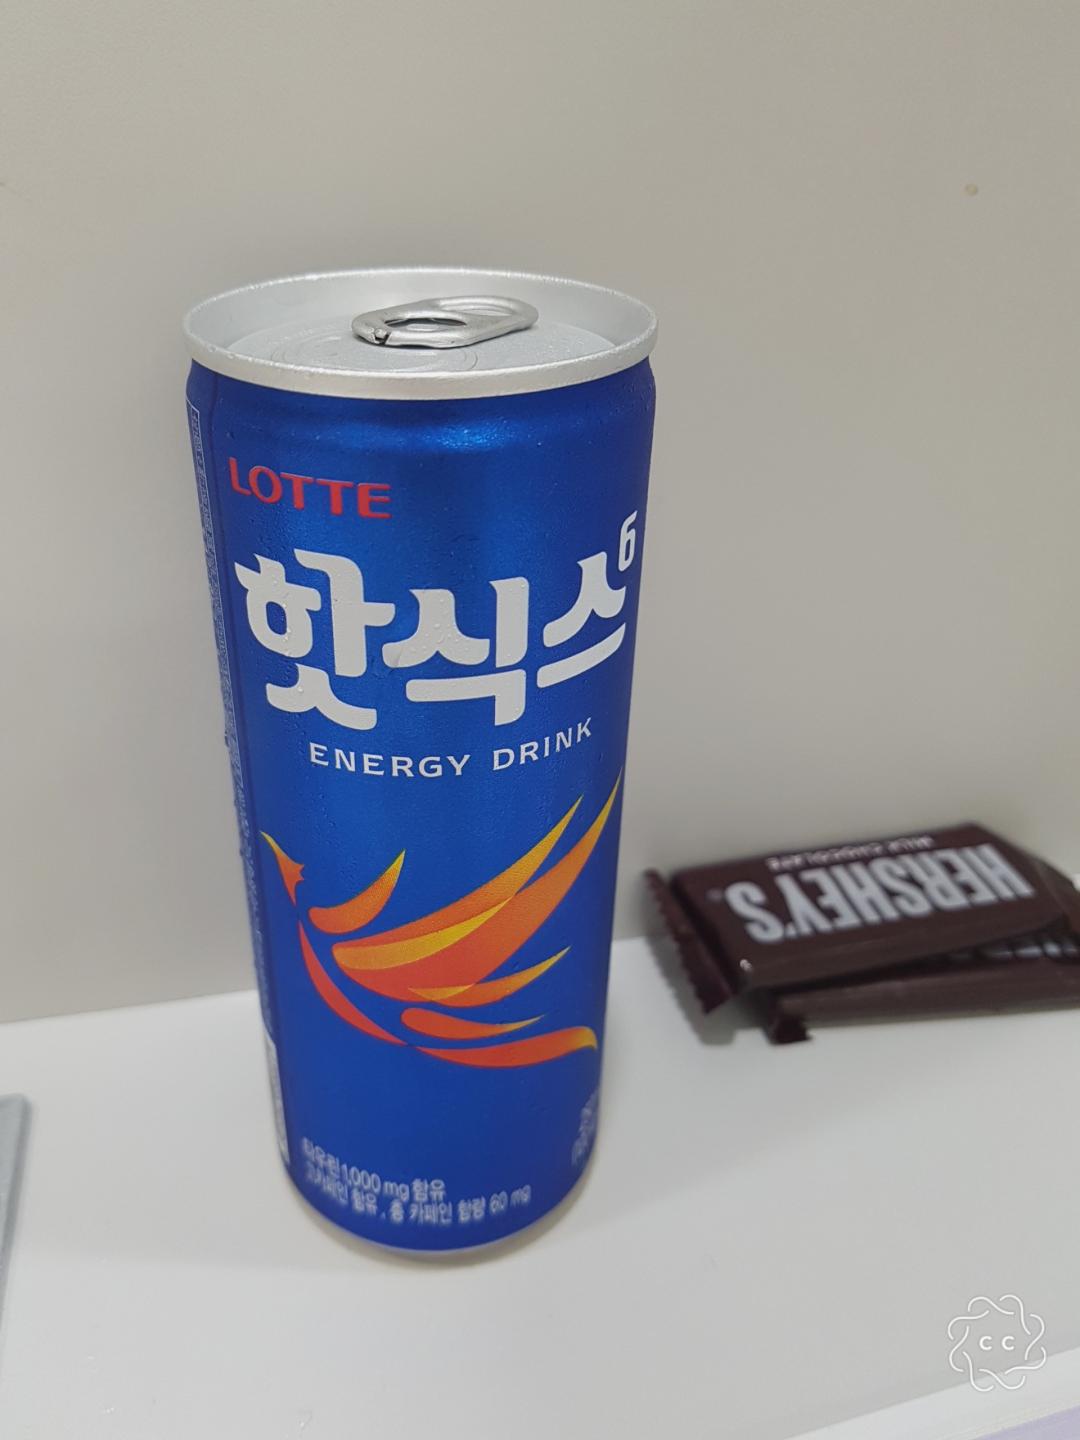 LOTTE
핫식스⁶
ENERGY DRINK
타우린1,000 mg 함유
고카페인 함유, 총 카페인 함량 60 mg
HERSHEY'S
MILK CHOCOLATE
CC